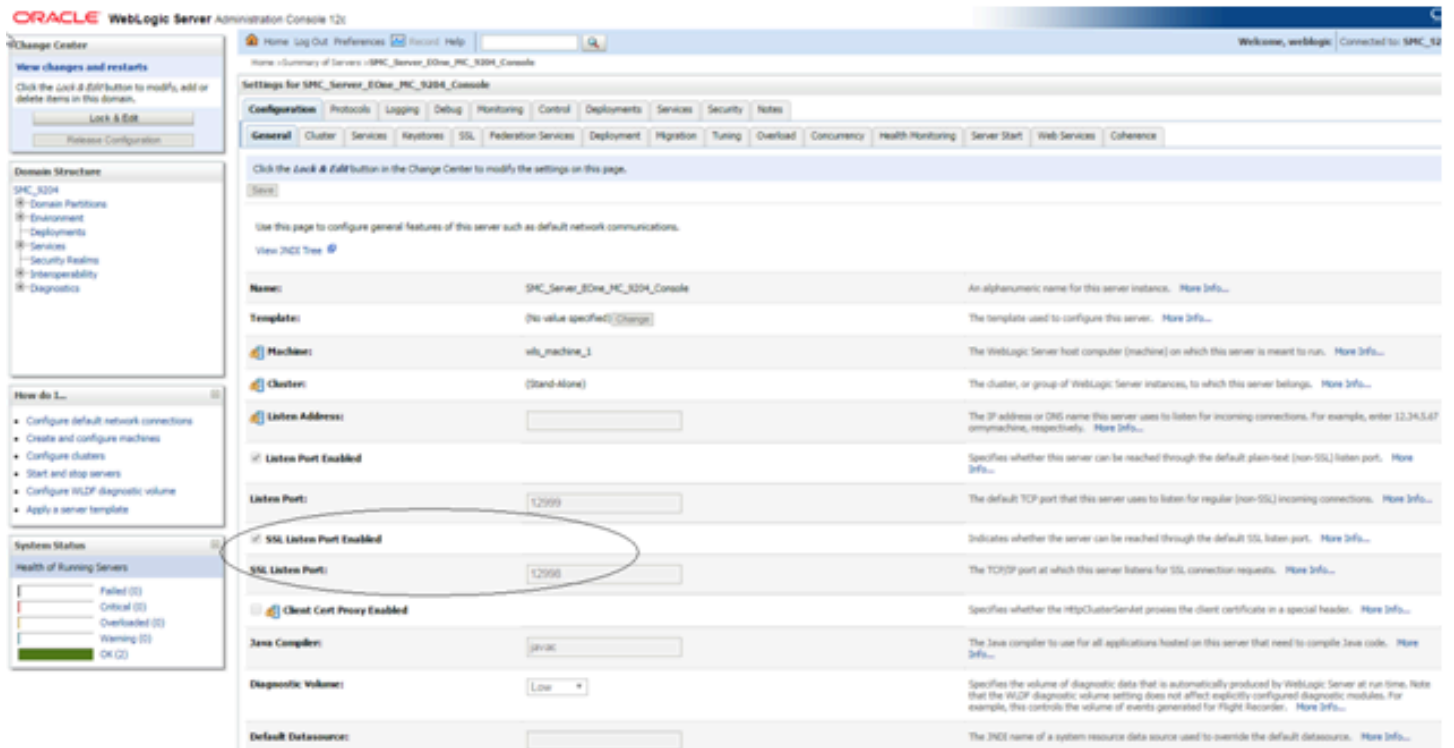 ORACLE WebLogic Server Administration Console 12c
Change Center
View changes and restarts
Click the Lock & Edit button to modify, add or
delete items in this domain.
Lock & Edit
Release Configuration
Domain Structure
SMC_9204
Domain Partitions
Environment
Deployments
Services
Security Realms
Interoperability
Diagnostics
How do I...
Configure default network connections
Create and configure machines
Configure clusters
Start and stop servers
Configure WLDF diagnostic volume
Apply a server template
System Status
Health of Running Servers
Failed (0)
Critical (0)
Overloaded (0)
Warning (0)
OK (2)
Home Log Out Preferences Record Help
Welcome, weblogic Connected to: SMC_92
Home >Summary of Servers >SMC_Server_EOne_MC_9204_Console
Settings for SMC_Server_EOne_MC_9204_Console
Configuration Protocols Logging Debug Monitoring Control Deployments Services Security Notes
General Cluster Services Keystores SSL Federation Services Deployment Migration Tuning Overload Concurrency Health Monitoring Server Start Web Services Coherence
Click the Lock & Edit button in the Change Center to modify the settings on this page.
Save
Use this page to configure general features of this server such as default network communications.
View JNDI Tree
Name: SMC_Server_EOne_MC_9204_Console An alphanumeric name for this server instance. More Info...
Template: (No value specified) Change The template used to configure this server. More Info...
Machine: wls_machine_1 The WebLogic Server host computer (machine) on which this server is meant to run. More Info...
Cluster: (Stand-Alone) The cluster, or group of WebLogic Server instances, to which this server belongs. More Info...
Listen Address: The IP address or DNS name this server uses to listen for incoming connections. For example, enter 12.34.5.67
ormymachine, respectively. More Info...
Listen Port Enabled Specifies whether this server can be reached through the default plain-text (non-SSL) listen port. More
Info...
Listen Port: 12999 The default TCP port that this server uses to listen for regular (non-SSL) incoming connections. More Info...
SSL Listen Port Enabled Indicates whether the server can be reached through the default SSL listen port. More Info...
SSL Listen Port: 12998 The TCP/IP port at which this server listens for SSL connection requests. More Info...
Client Cert Proxy Enabled Specifies whether the HttpClusterServlet proxies the client certificate in a special header. More Info...
Java Compiler: javac The Java compiler to use for all applications hosted on this server that need to compile Java code. More
Info...
Diagnostic Volume: Low Specifies the volume of diagnostic data that is automatically produced by WebLogic Server at run time. Note
that the WLDF diagnostic volume setting does not affect explicitly configured diagnostic modules. For
example, this controls the volume of events generated for Flight Recorder. More Info...
Default Datasource: The JNDI name of a system resource data source used to override the default datasource. More Info...